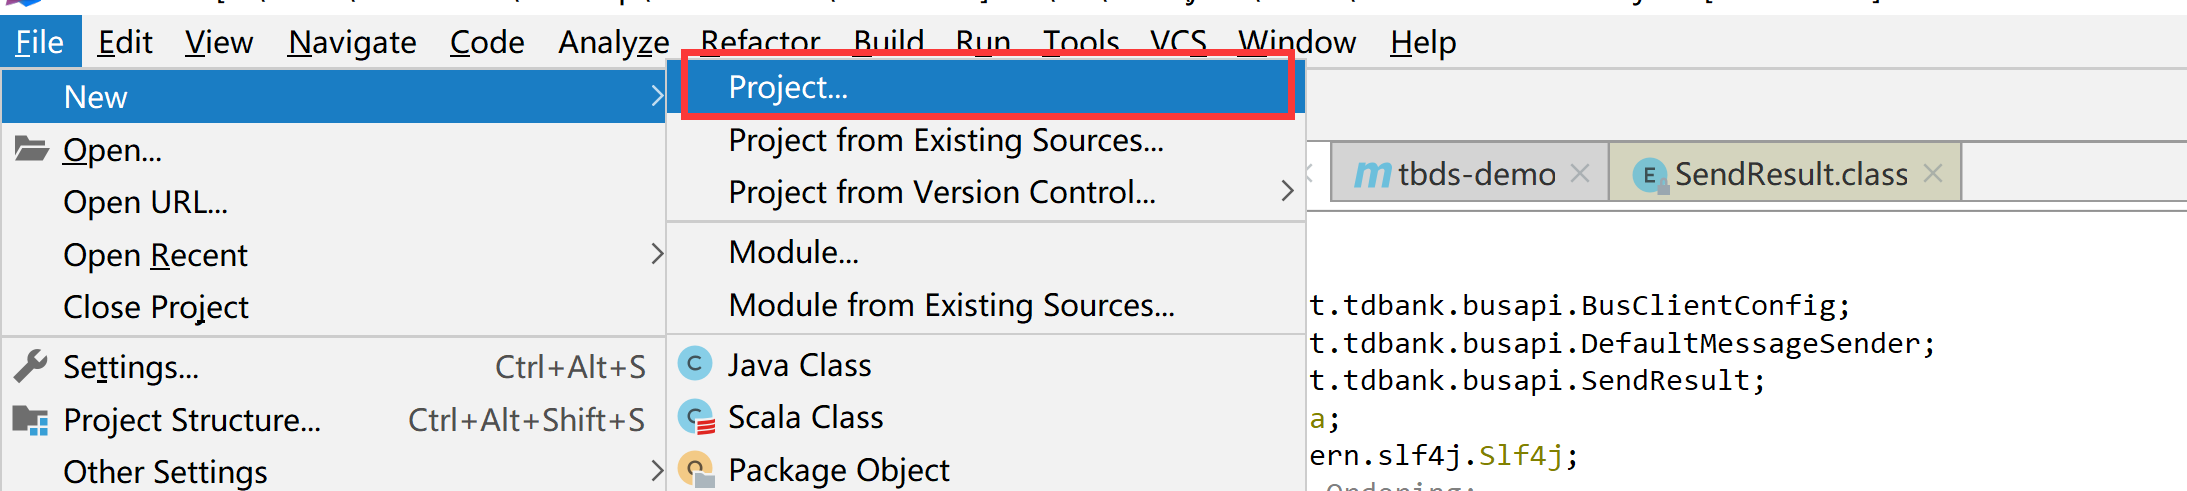 File Edit View Navigate Code Analyze Refactor Build Run Tools VCS Window Help
New
Open...
Open URL...
Open Recent
Close Project
Settings... Ctrl+Alt+S
Project Structure... Ctrl+Alt+Shift+S
Other Settings
Project...
Project from Existing Sources...
Project from Version Control...
Module...
Module from Existing Sources...
Java Class
Scala Class
Package Object
tbds-demo
SendResult.class
t.tdbank.busapi.BusClientConfig;
t.tdbank.busapi.DefaultMessageSender;
t.tdbank.busapi.SendResult;
a;
ern.slf4j.Slf4j;